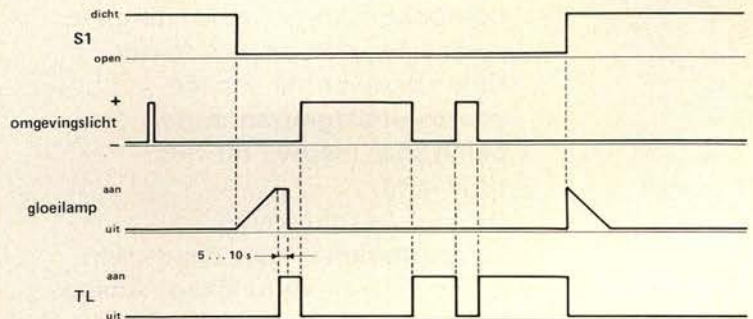 dicht
S1
open
+
omgevingslicht
–
aan
gloeilamp
uit
5 ... 10 s
aan
TL
uit